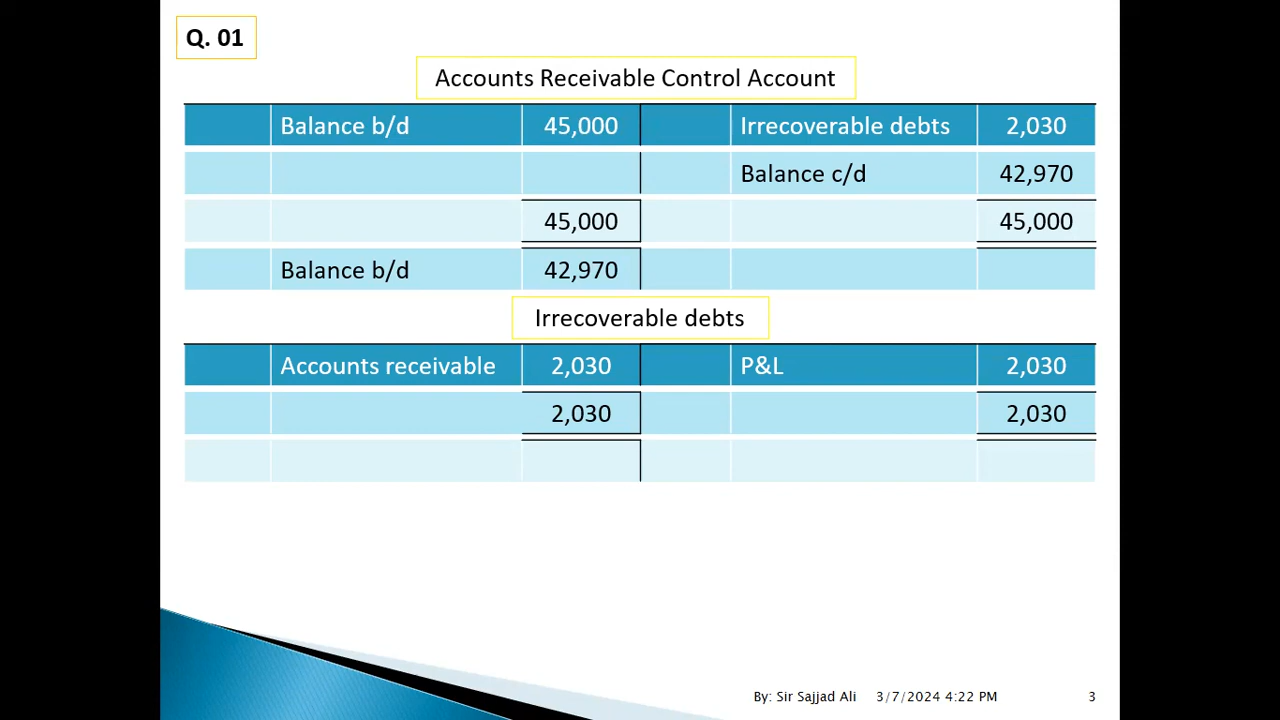 Q. 01
Accounts Receivable Control Account
Balance b/d 45,000 Irrecoverable debts 2,030
Balance c/d 42,970
45,000 45,000
Balance b/d 42,970
Irrecoverable debts
Accounts receivable 2,030 P&L 2,030
2,030 2,030
By: Sir Sajjad Ali 3/7/2024 4:22 PM 3